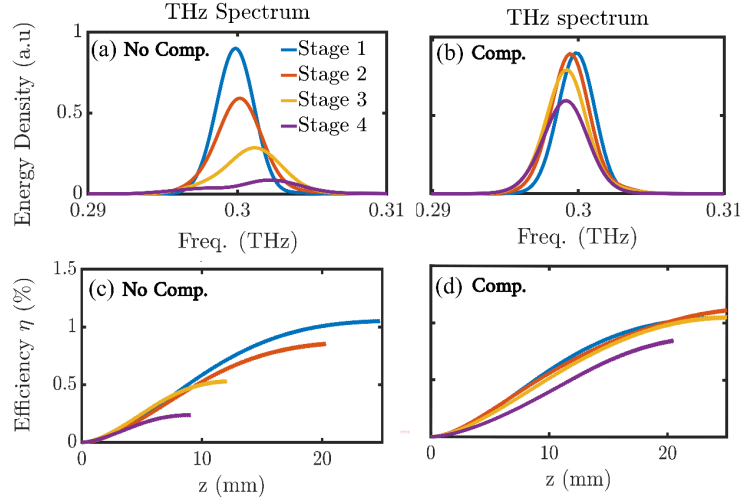 THz Spectrum
THz spectrum
Energy Density (a.u)
1
0.5
0
(a) No Comp.
Stage 1
Stage 2
Stage 3
Stage 4
(b) Comp.
0.29
0.3
0.31
Freq. (THz)
0.29
0.3
0.31
Freq. (THz)
Efficiency η (%)
1.5
1
0.5
0
(c) No Comp.
(d) Comp.
0
10
20
z (mm)
0
10
20
z (mm)